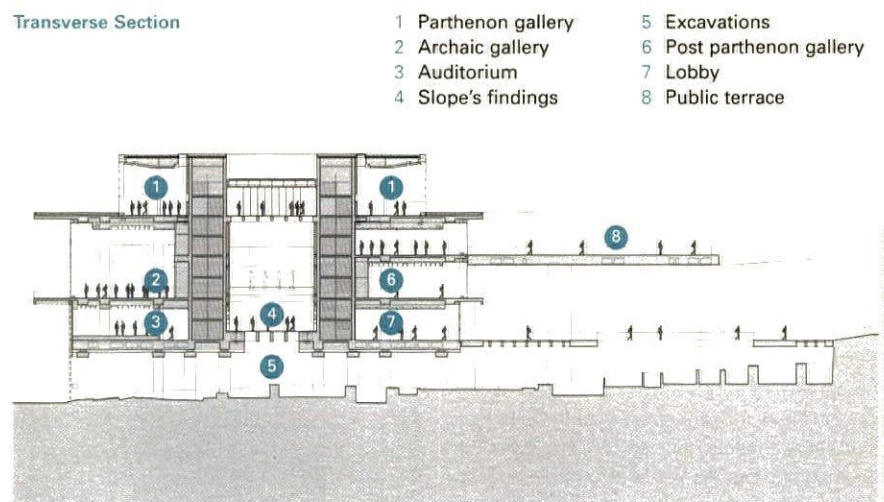 Transverse Section
1 Parthenon gallery
2 Archaic gallery
3 Auditorium
4 Slope's findings
5 Excavations
6 Post parthenon gallery
7 Lobby
8 Public terrace
1
1
8
2
6
3
4
7
5